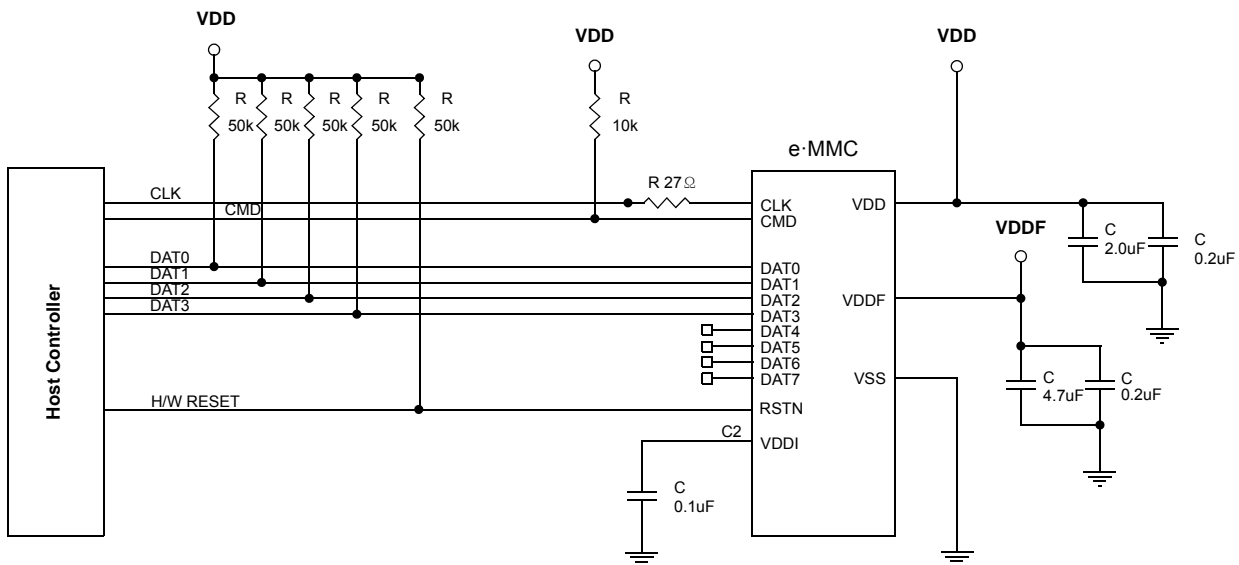 VDD
VDD
VDD
R
50k
R
50k
R
50k
R
50k
R
50k
R
10k
e·MMC
R 27Ω
CLK
CMD
DAT0
DAT1
DAT2
DAT3
H/W RESET
Host Controller
CLK
CMD
DAT0
DAT1
DAT2
DAT3
DAT4
DAT5
DAT6
DAT7
RSTN
C2
VDDI
VDD
VDDF
VSS
VDDF
C
2.0uF
C
0.2uF
C
4.7uF
C
0.2uF
C
0.1uF